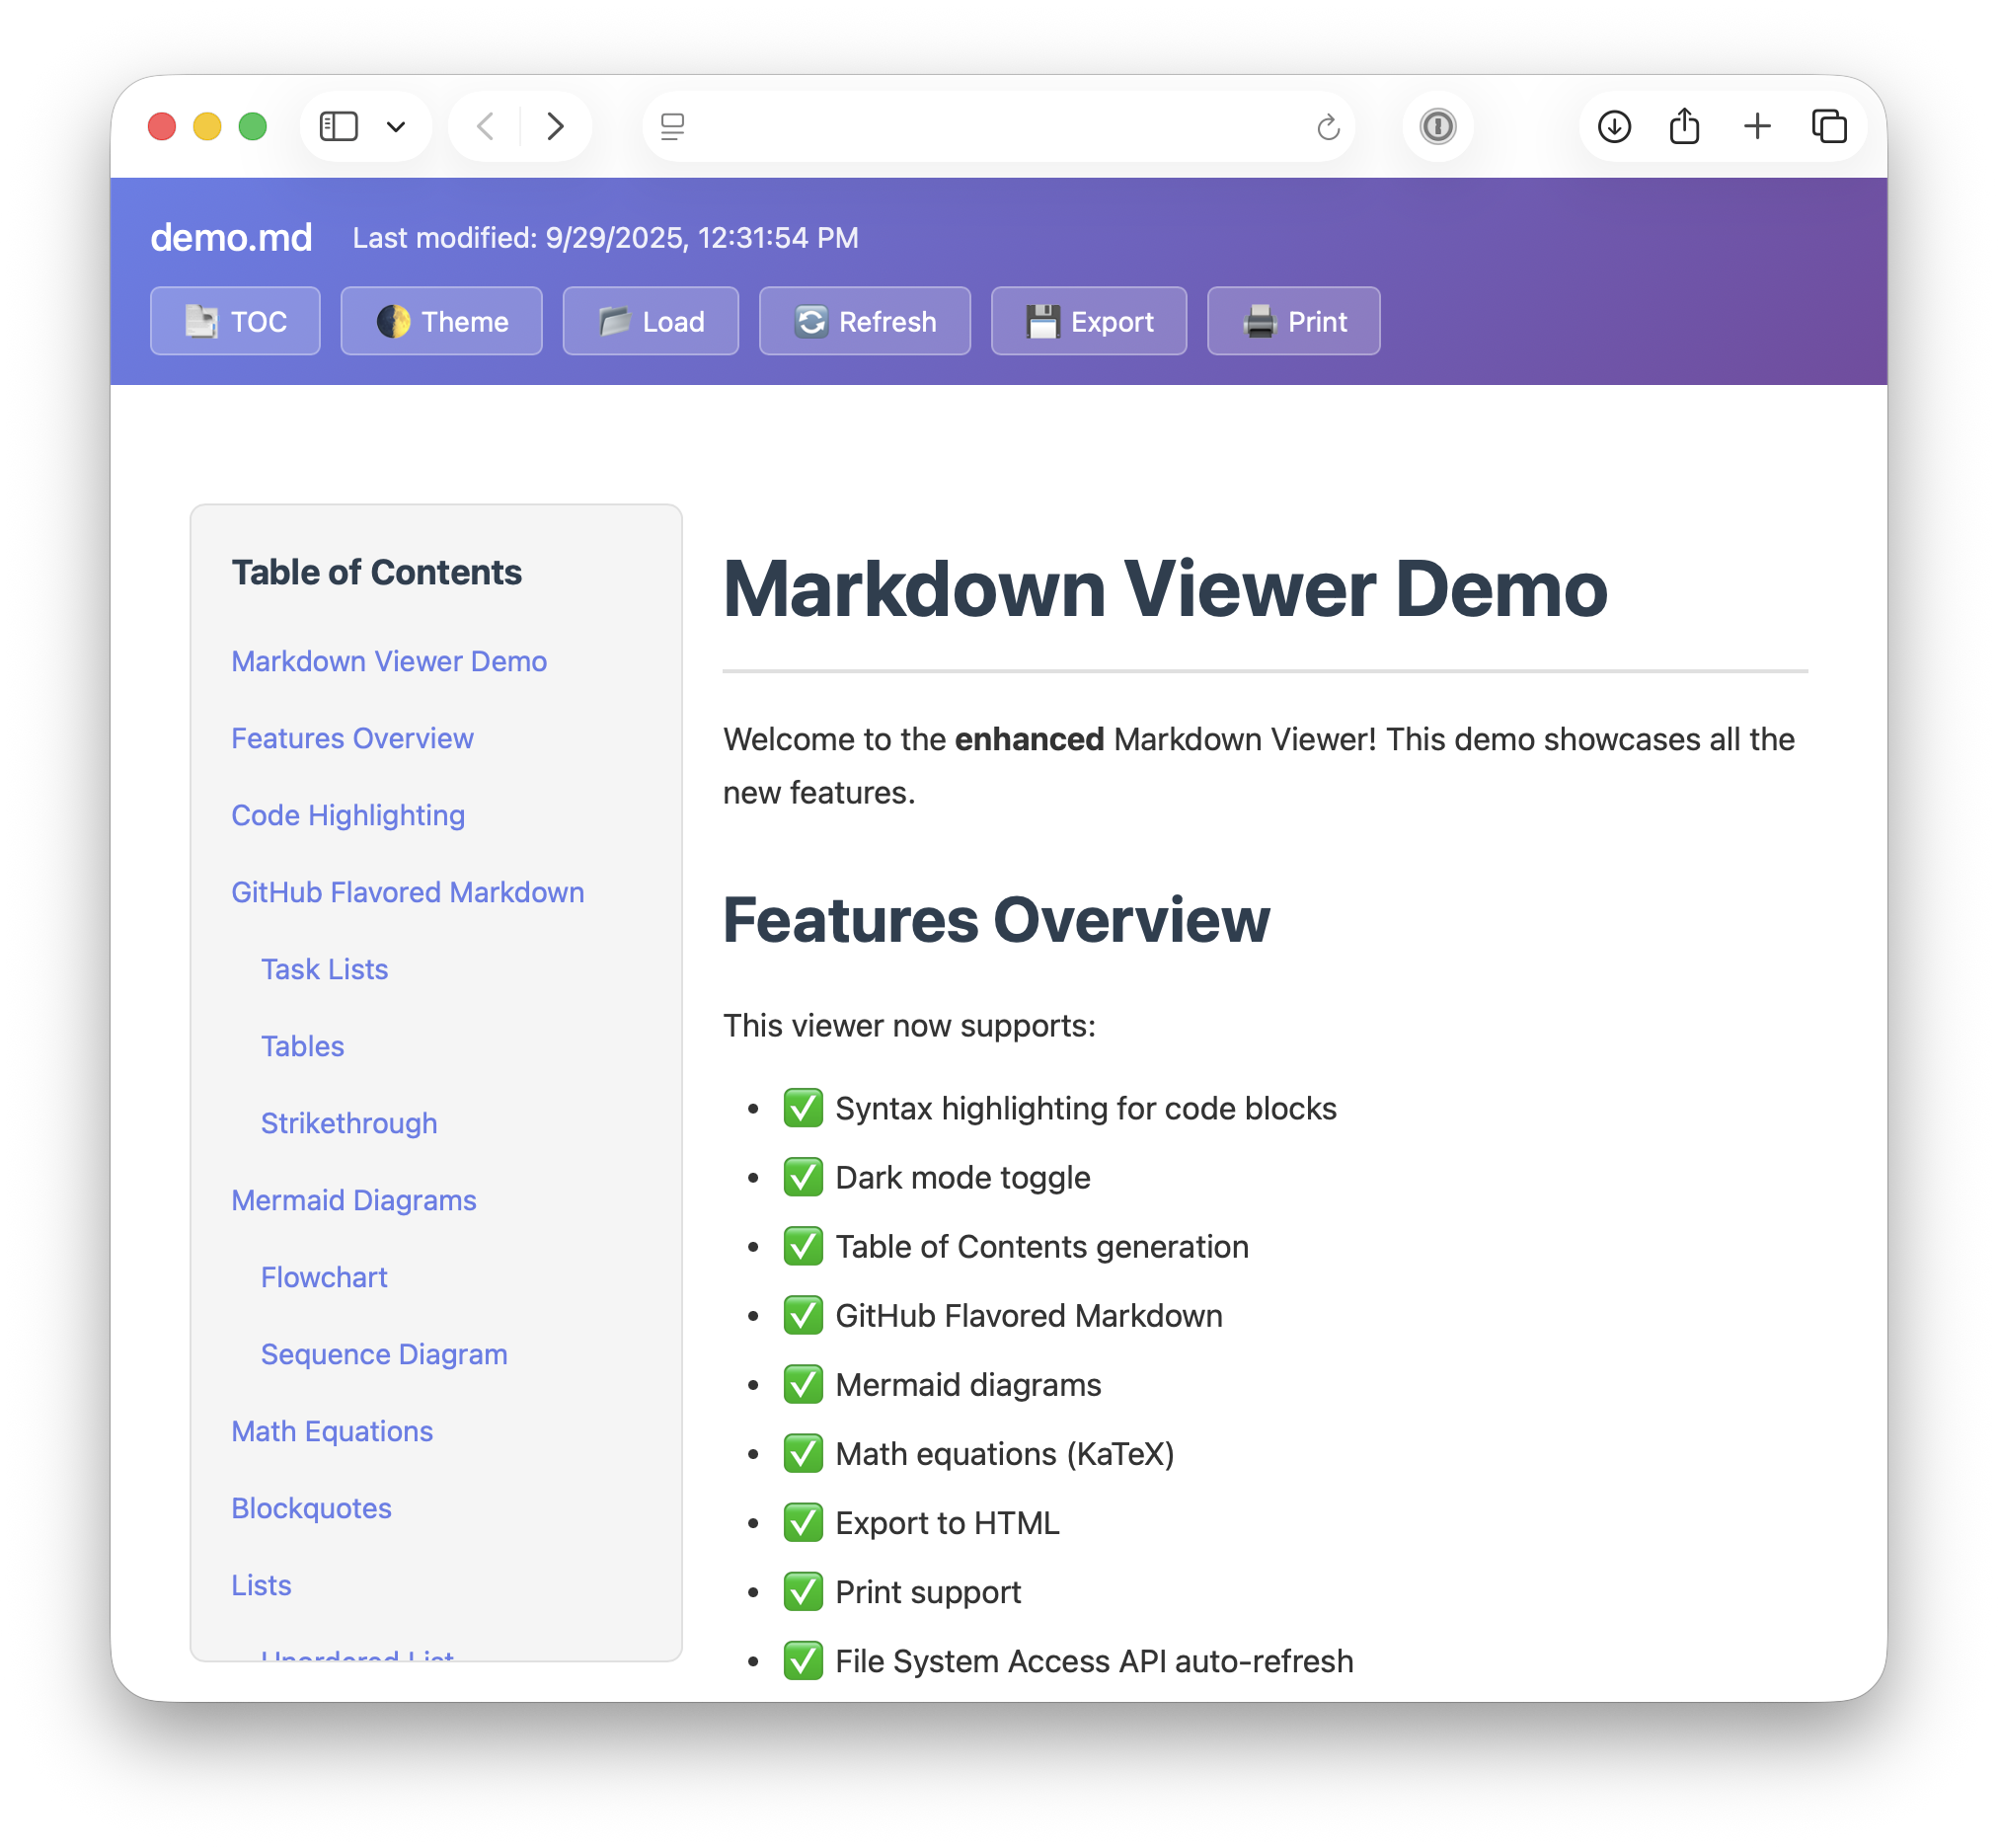 demo.md Last modified: 9/29/2025, 12:31:54 PM
TOC Theme Load Refresh Export Print
Table of Contents
Markdown Viewer Demo
Features Overview
Code Highlighting
GitHub Flavored Markdown
Task Lists
Tables
Strikethrough
Mermaid Diagrams
Flowchart
Sequence Diagram
Math Equations
Blockquotes
Lists
Unordered List
Markdown Viewer Demo
Welcome to the enhanced Markdown Viewer! This demo showcases all the
new features.
Features Overview
This viewer now supports:
• ✅ Syntax highlighting for code blocks
• ✅ Dark mode toggle
• ✅ Table of Contents generation
• ✅ GitHub Flavored Markdown
• ✅ Mermaid diagrams
• ✅ Math equations (KaTeX)
• ✅ Export to HTML
• ✅ Print support
• ✅ File System Access API auto-refresh